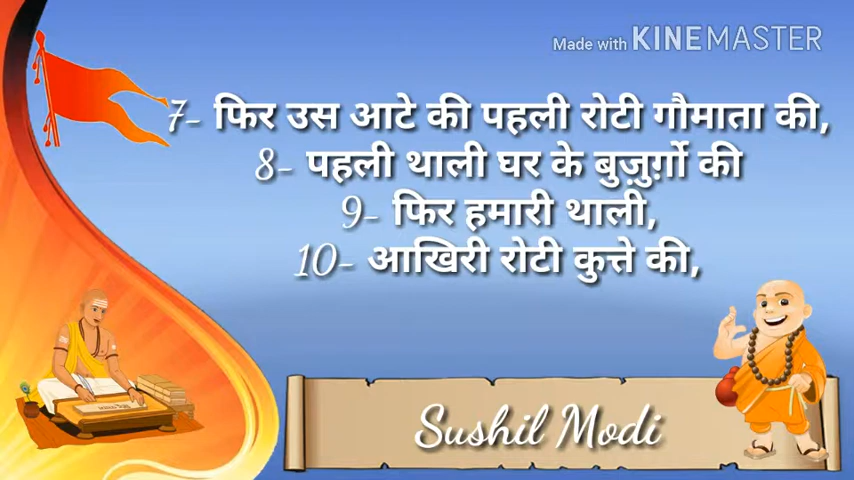 Made with KINEMASTER
7- फिर उस आटे की पहली रोटी गौमाता की,
8- पहली थाली घर के बुज़ुर्ग़ो की
9- फिर हमारी थाली,
10- आखिरी रोटी कुत्ते की,
Sushil Modi